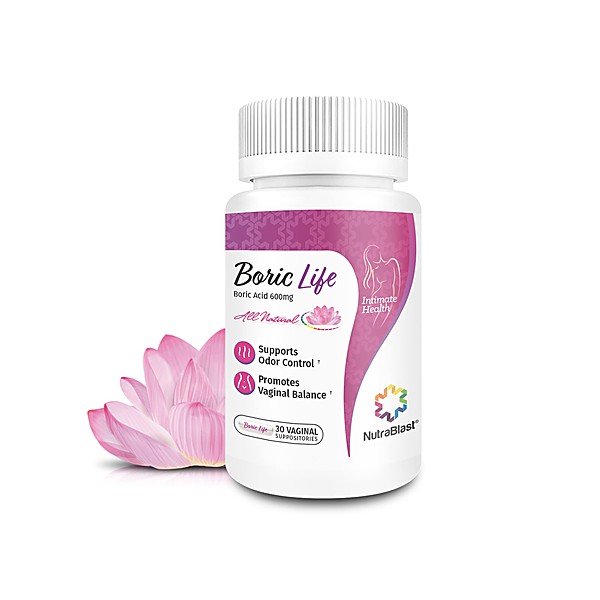 Boric Life
Boric Acid 600mg
All Natural
Intimate
Health
Supports
Odor Control †
Promotes
Vaginal Balance †
Boric Life
30 VAGINAL
SUPPOSITORIES
NutraBlast®